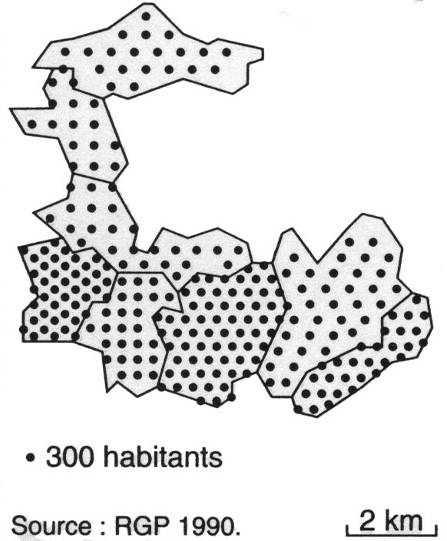 • 300 habitants
Source : RGP 1990.
2 km